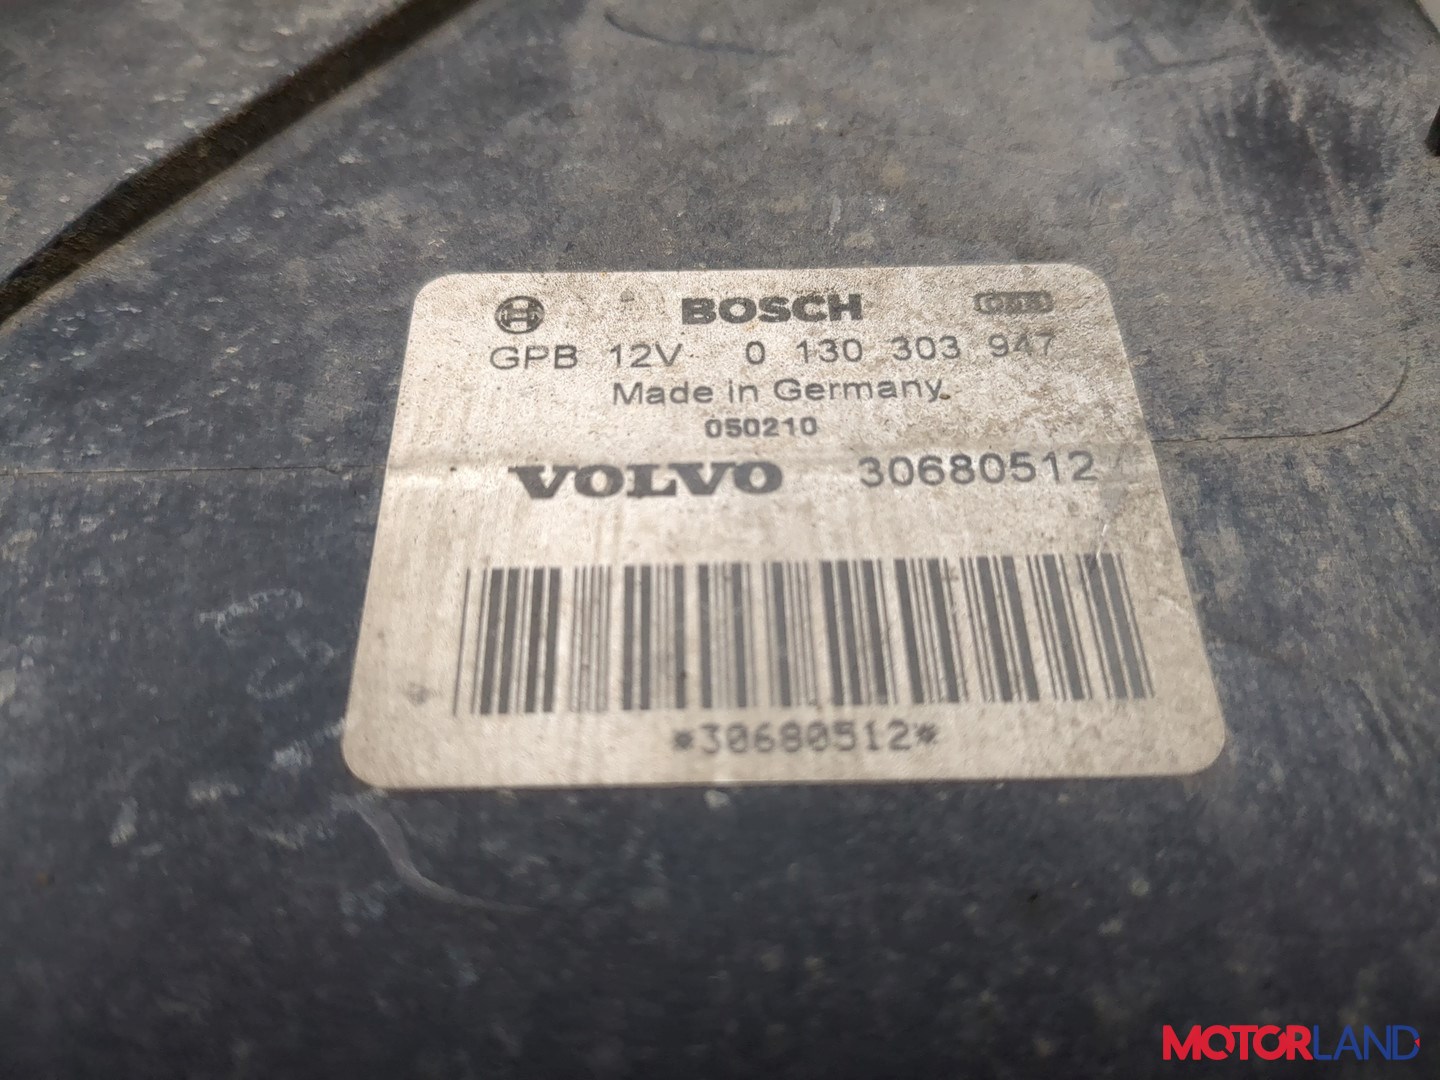 BOSCH
GPB 12V 0 130 303 947
Made in Germany
050210
VOLVO 30680512
*30680512*
MOTORLAND